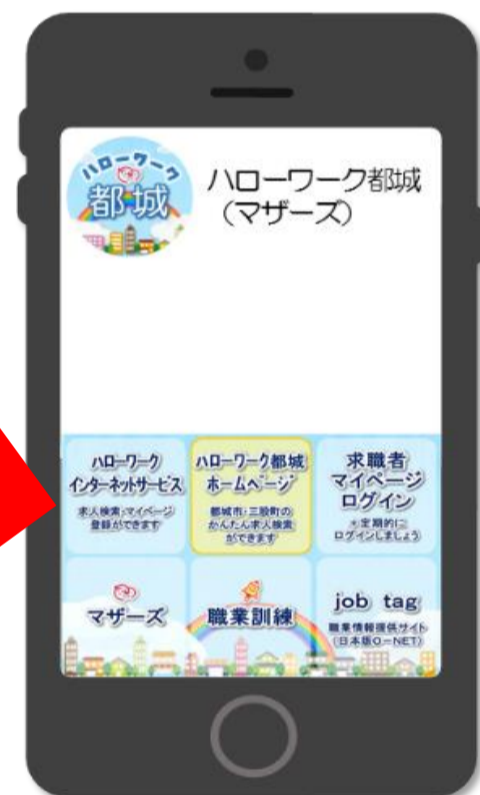 ハローワーク
都城
ハローワーク都城
(マザーズ)
ハローワーク
インターネットサービス
求人検索・マイページ
登録ができます
ハローワーク都城
ホームページ
都城市・三股町の
かんたん求人検索
ができます
求職者
マイページ
ログイン
*定期的に
ログインしましょう
マザーズ
職業訓練
job tag
職業情報提供サイト
(日本版O-NET)